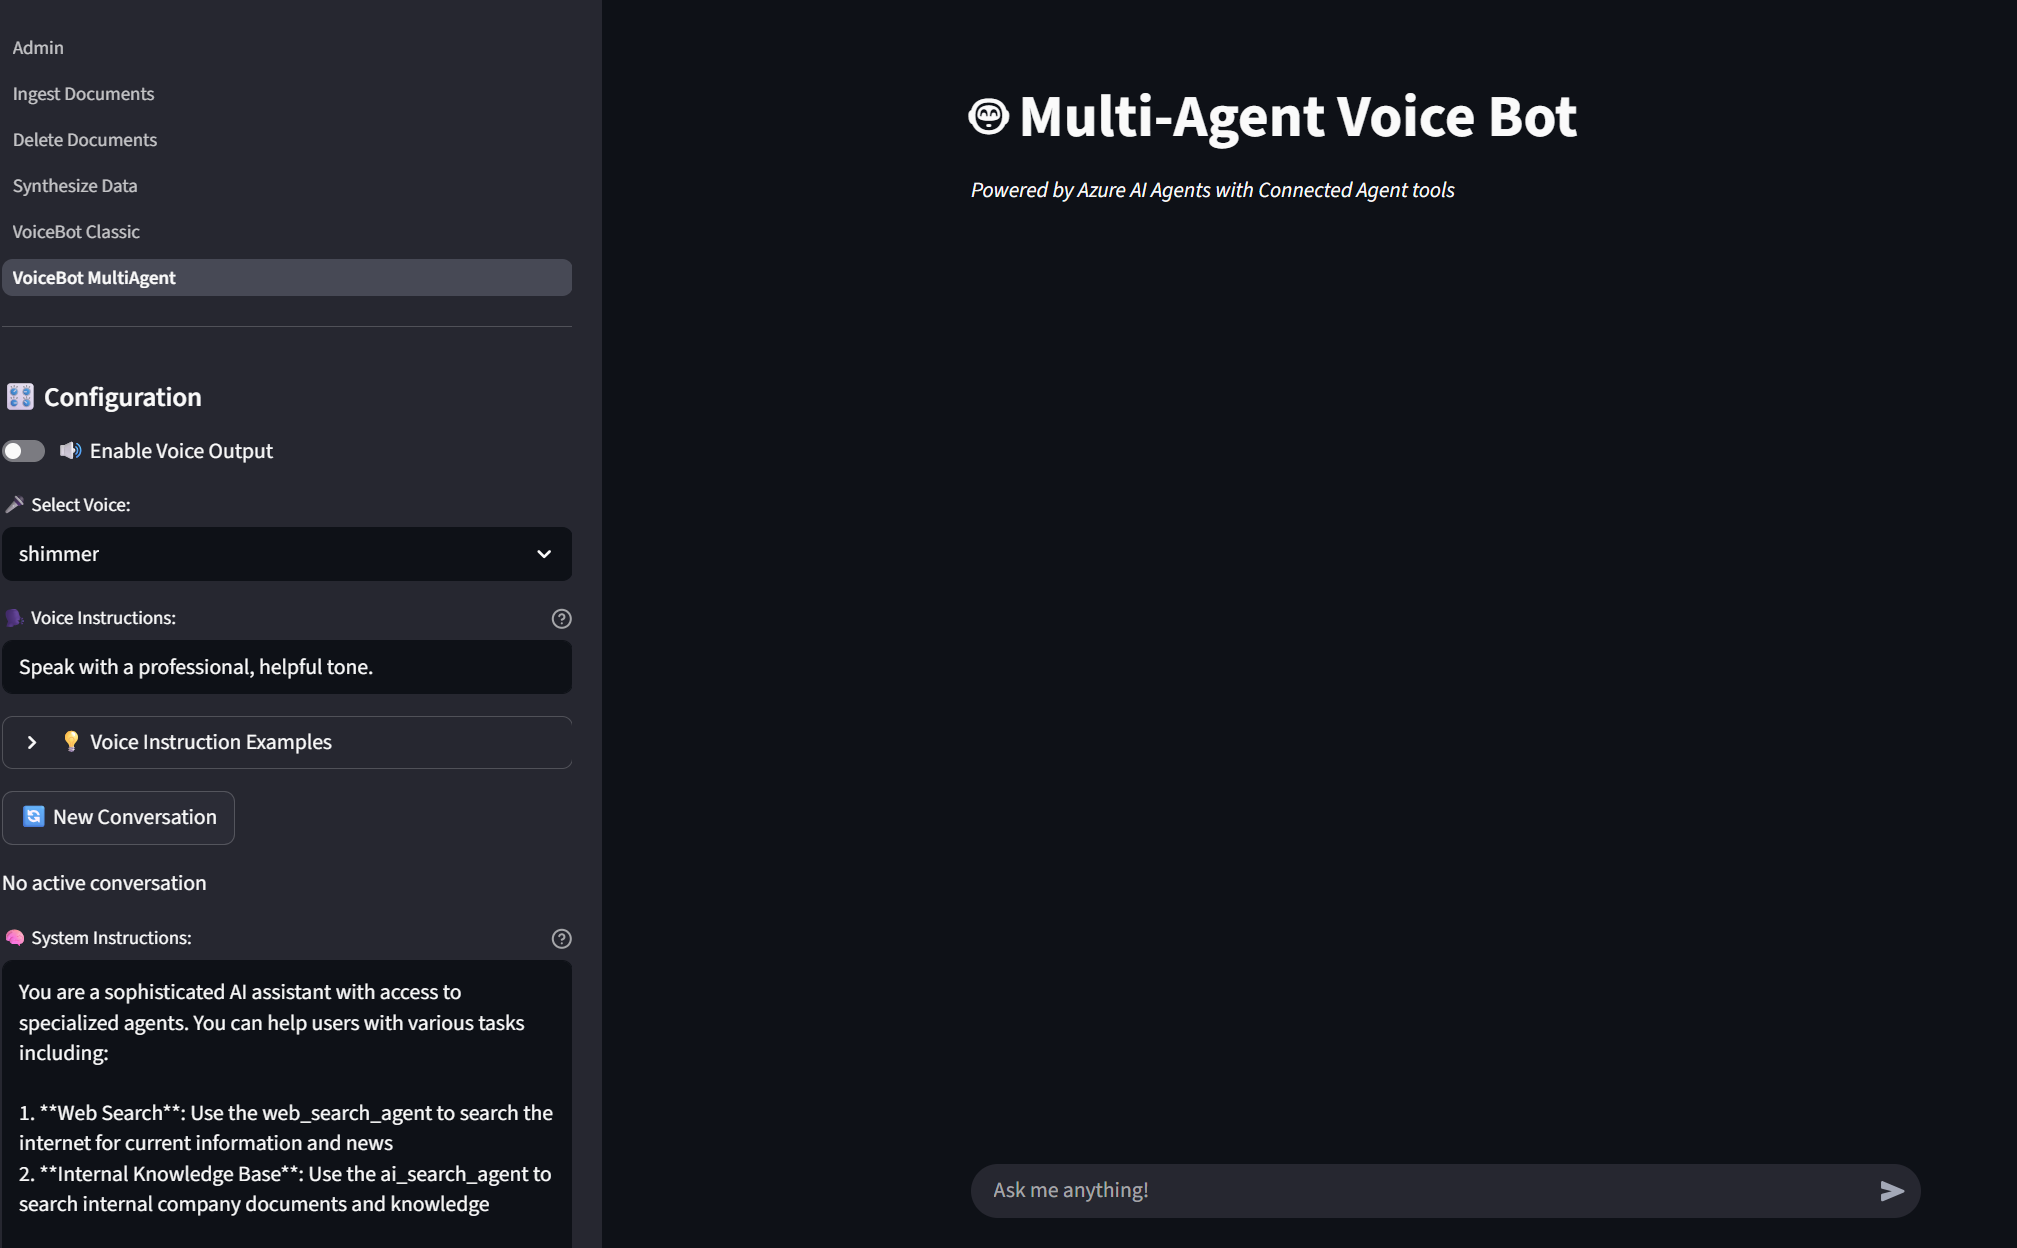 Admin
Ingest Documents
Delete Documents
Synthesize Data
VoiceBot Classic
VoiceBot MultiAgent
Configuration
Enable Voice Output
Select Voice:
shimmer
Voice Instructions:
Speak with a professional, helpful tone.
Voice Instruction Examples
New Conversation
No active conversation
System Instructions:
You are a sophisticated AI assistant with access to
specialized agents. You can help users with various tasks
including:
1. **Web Search**: Use the web_search_agent to search the
internet for current information and news
2. **Internal Knowledge Base**: Use the ai_search_agent to
search internal company documents and knowledge
Multi-Agent Voice Bot
Powered by Azure AI Agents with Connected Agent tools
Ask me anything!